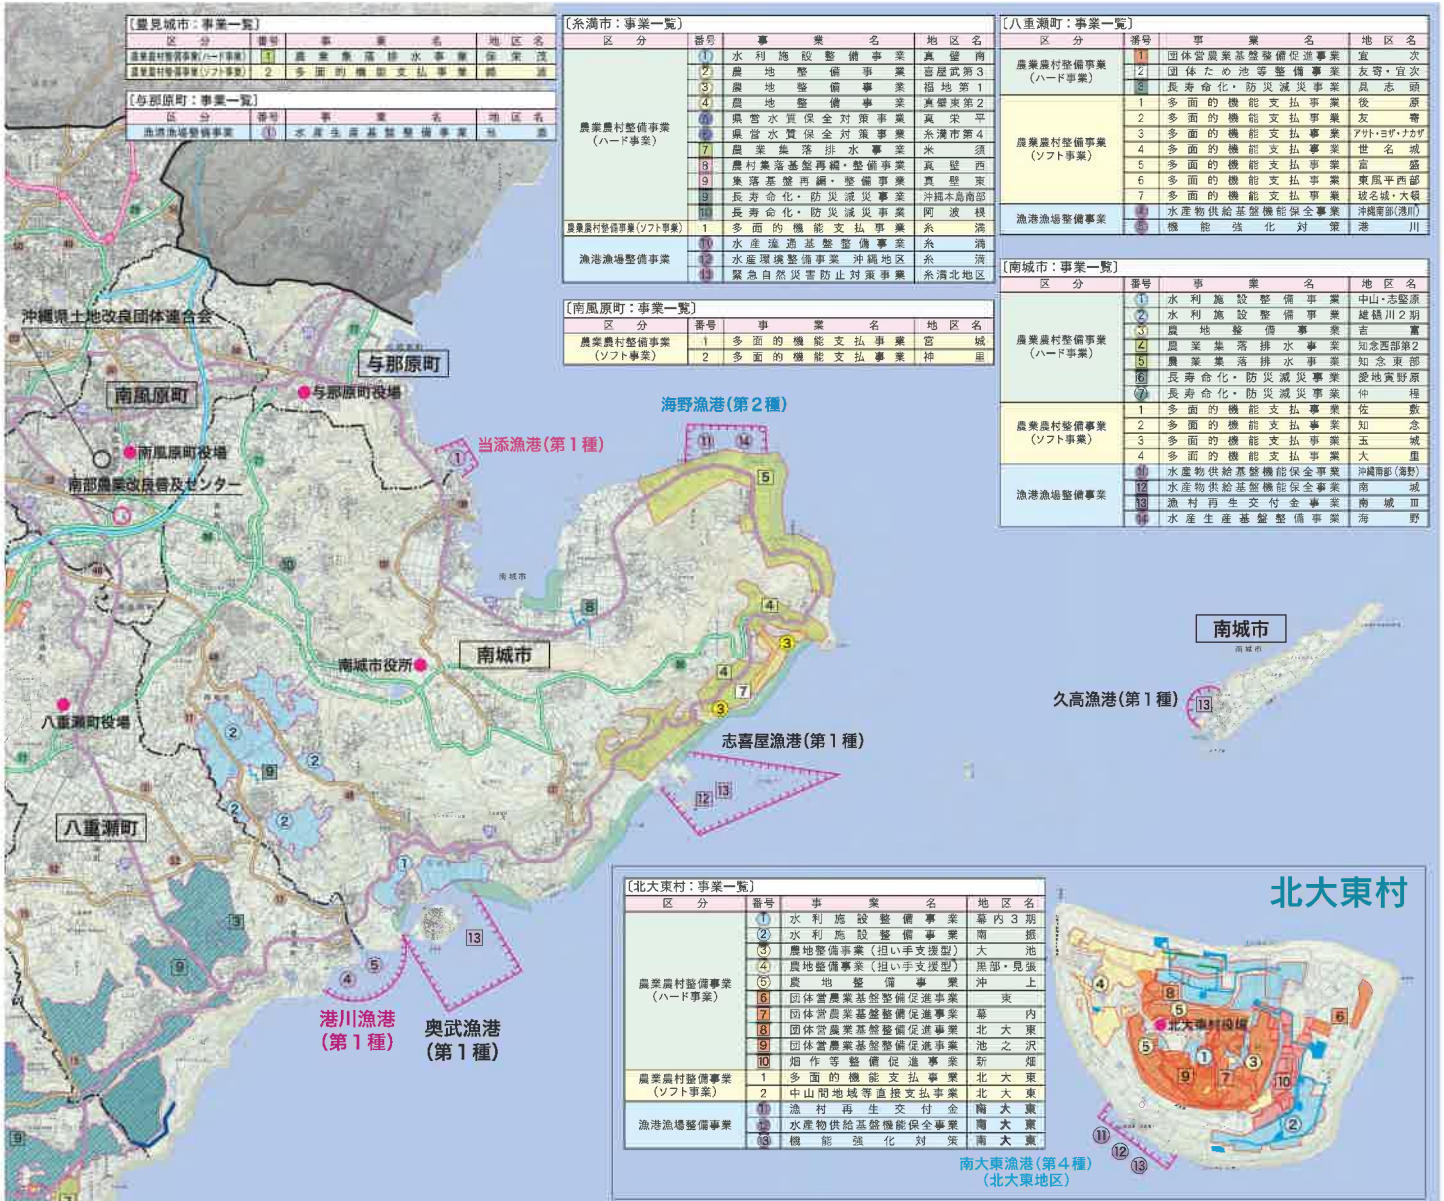 〔豊見城市：事業一覧〕
区分 番号 事業名 地区名
農業農村整備事業(ハード事業) 1 農業集落排水事業 保栄茂
農業農村整備事業(ソフト事業) 2 多面的機能支払事業
〔与那原町：事業一覧〕
区分 番号 事業名 地区名
漁港漁場整備事業 ① 水産生産基盤整備事業 当添
〔糸満市：事業一覧〕
区分 番号 事業名 地区名
農業農村整備事業
(ハード事業)
① 水利施設整備事業 真壁南
② 農地整備事業 喜屋武第3
③ 農地整備事業 福地第1
④ 農地整備事業 真壁東第2
県営水質保全対策事業 真栄平
県営水質保全対策事業 糸満市第4
7 農業集落排水事業 米須
8 農村集落基盤再編・整備事業 真壁西
9 集落基盤再編・整備事業 真壁東
9 長寿命化・防災減災事業 沖縄本島南部
10 長寿命化・防災減災事業 阿波根
農業農村整備事業(ソフト事業) 1 多面的機能支払事業 糸満
漁港漁場整備事業
水産流通基盤整備事業 糸満
⑫ 水産環境整備事業 沖縄地区 糸満
⑬ 緊急自然災害防止対策事業 糸満北地区
〔南風原町：事業一覧〕
区分 番号 事業名 地区名
農業農村整備事業
(ソフト事業)
1 多面的機能支払事業 宮城
2 多面的機能支払事業 神里
〔八重瀬町：事業一覧〕
区分 番号 事業名 地区名
農業農村整備事業
(ハード事業)
1 団体営農業基盤整備促進事業 宜次
2 団体ため池等整備事業 友寄・宜次
3 長寿命化・防災減災事業 具志頭
農業農村整備事業
(ソフト事業)
1 多面的機能支払事業 後原
2 多面的機能支払事業 友寄
3 多面的機能支払事業 アサト・ヨザ・ナカザ
4 多面的機能支払事業 世名城
5 多面的機能支払事業 富盛
6 多面的機能支払事業 東風平西部
7 多面的機能支払事業 玻名城・大頓
漁港漁場整備事業
④ 水産物供給基盤機能保全事業 沖縄南部(港川)
⑤ 機能強化対策 港川
〔南城市：事業一覧〕
区分 番号 事業名 地区名
農業農村整備事業
(ハード事業)
① 水利施設整備事業 中山・志堅原
② 水利施設整備事業 雄樋川2期
③ 農地整備事業 吉富
4 農業集落排水事業 知念西部第2
5 農業集落排水事業 知念東部
6 長寿命化・防災減災事業 愛地寅野原
⑦ 長寿命化・防災減災事業 仲程
農業農村整備事業
(ソフト事業)
1 多面的機能支払事業 佐敷
2 多面的機能支払事業 知念
3 多面的機能支払事業 玉城
4 多面的機能支払事業 大里
漁港漁場整備事業
⑪ 水産物供給基盤機能保全事業 沖縄南部(海野)
12 水産物供給基盤機能保全事業 南城
13 漁村再生交付金事業 南城Ⅲ
⑭ 水産生産基盤整備事業 海野
沖縄県土地改良団体連合会
与那原町
南風原町
与那原町役場
南風原町役場
南部農業改良普及センター
当添漁港(第1種)
①
海野漁港(第2種)
⑪ ⑭
5
南城市
8
4
③
南城市役所
南城市
4
7
③
南城市
南城市
久高漁港(第1種)
13
八重瀬町役場
②
②
9
②
②
志喜屋漁港(第1種)
12 13
八重瀬町
①
3
9
④ ⑤
13
港川漁港
(第1種)
奥武漁港
(第1種)
9
7
〔北大東村：事業一覧〕
区分 番号 事業名 地区名
農業農村整備事業
(ハード事業)
① 水利施設整備事業 幕内3期
② 水利施設整備事業 南振
③ 農地整備事業(担い手支援型) 大池
④ 農地整備事業(担い手支援型) 黒部・見張
⑤ 農地整備事業 沖上
6 団体営農業基盤整備促進事業 東
7 団体営農業基盤整備促進事業 幕内
8 団体営農業基盤整備促進事業 北大東
9 団体営農業基盤整備促進事業 池之沢
10 畑作等整備促進事業 新畑
農業農村整備事業
(ソフト事業)
1 多面的機能支払事業 北大東
2 中山間地域等直接支払事業 北大東
漁港漁場整備事業
⑪ 漁村再生交付金 南大東
⑫ 水産物供給基盤機能保全事業 南大東
⑬ 機能強化対策 南大東
北大東村
④
8
⑤
6
北大東村役場
⑤
①
③
9
7
10
②
⑪
⑫
⑬
南大東漁港(第4種)
(北大東地区)